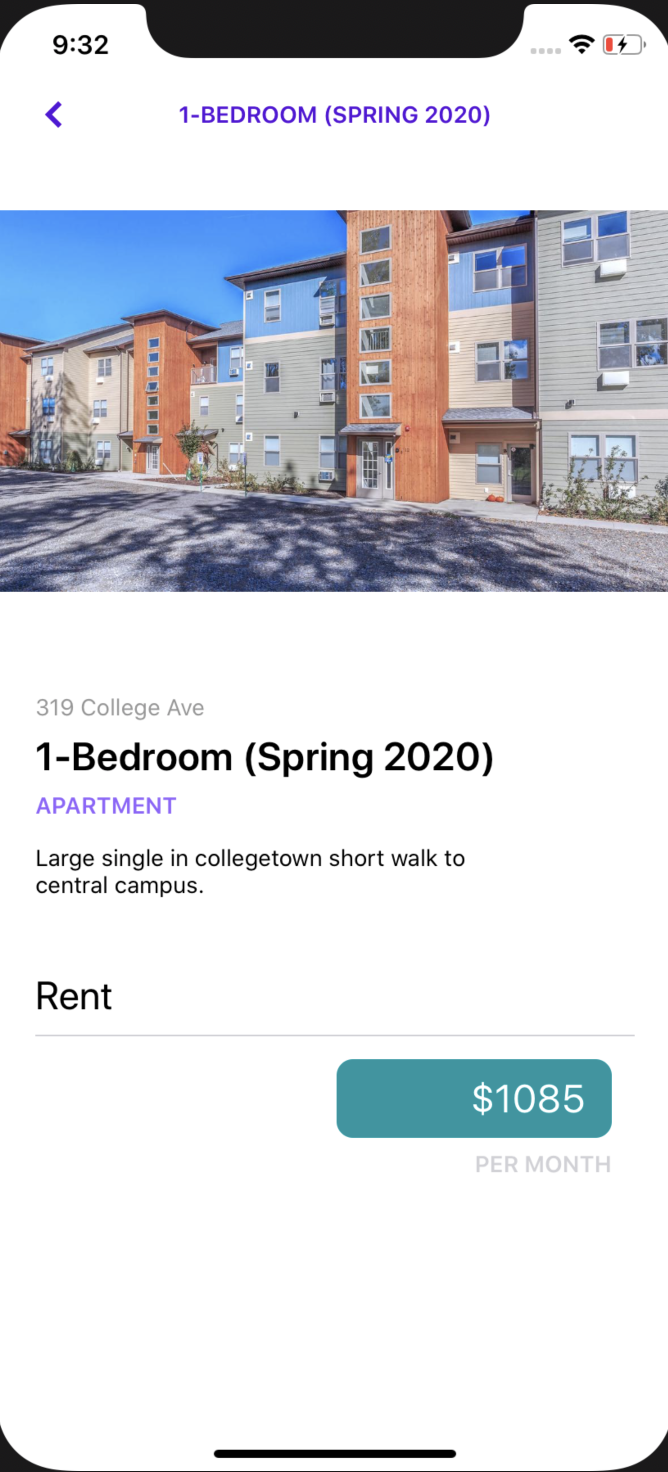 9:32
1-BEDROOM (SPRING 2020)
319 College Ave
1-Bedroom (Spring 2020)
APARTMENT
Large single in collegetown short walk to
central campus.
Rent
$1085
PER MONTH